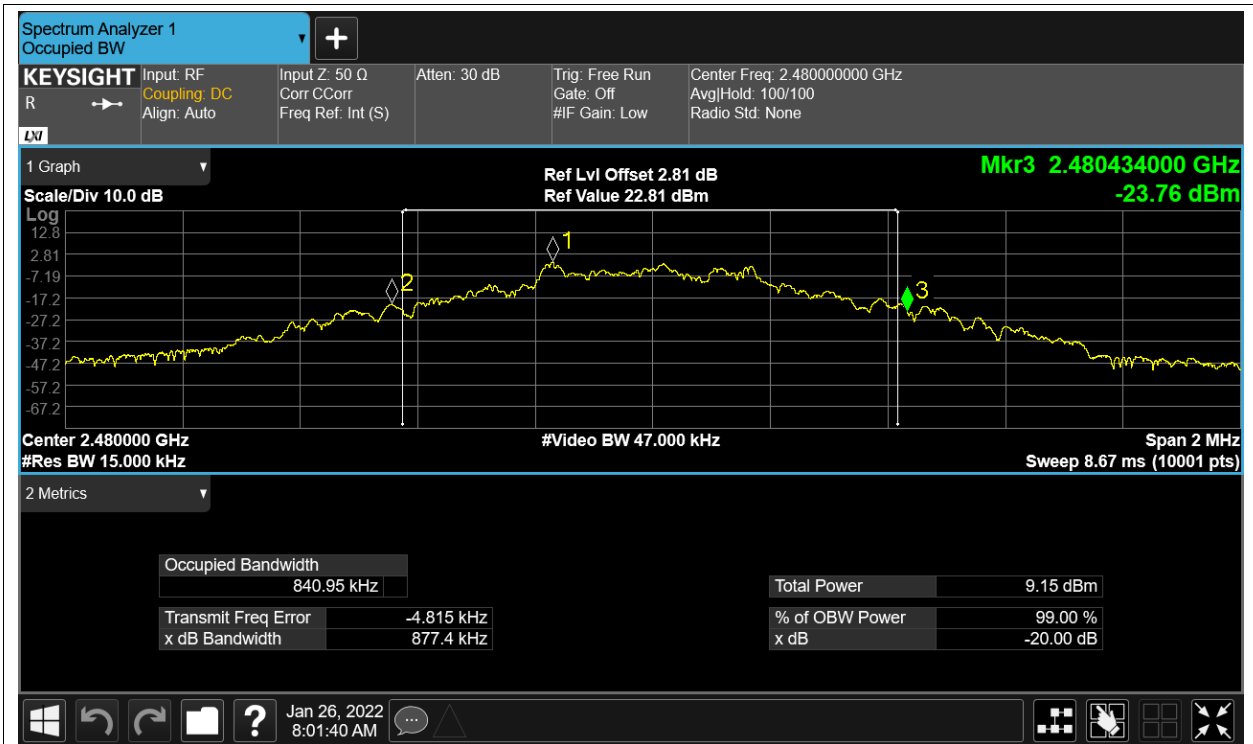 Spectrum Analyzer 1
Occupied BW
KEYSIGHT
R
LXI
Input: RF
Coupling: DC
Align: Auto
Input Z: 50 Ω
Corr CCorr
Freq Ref: Int (S)
Atten: 30 dB
Trig: Free Run
Gate: Off
#IF Gain: Low
Center Freq: 2.480000000 GHz
Avg|Hold: 100/100
Radio Std: None
1 Graph
Scale/Div 10.0 dB
Ref Lvl Offset 2.81 dB
Ref Value 22.81 dBm
Mkr3 2.480434000 GHz
-23.76 dBm
Log
12.8
2.81
-7.19
-17.2
-27.2
-37.2
-47.2
-57.2
-67.2
1
2
3
Center 2.480000 GHz
#Res BW 15.000 kHz
#Video BW 47.000 kHz
Span 2 MHz
Sweep 8.67 ms (10001 pts)
2 Metrics
Occupied Bandwidth
840.95 kHz
Transmit Freq Error -4.815 kHz
x dB Bandwidth 877.4 kHz
Total Power 9.15 dBm
% of OBW Power 99.00 %
x dB -20.00 dB
?
Jan 26, 2022
8:01:40 AM